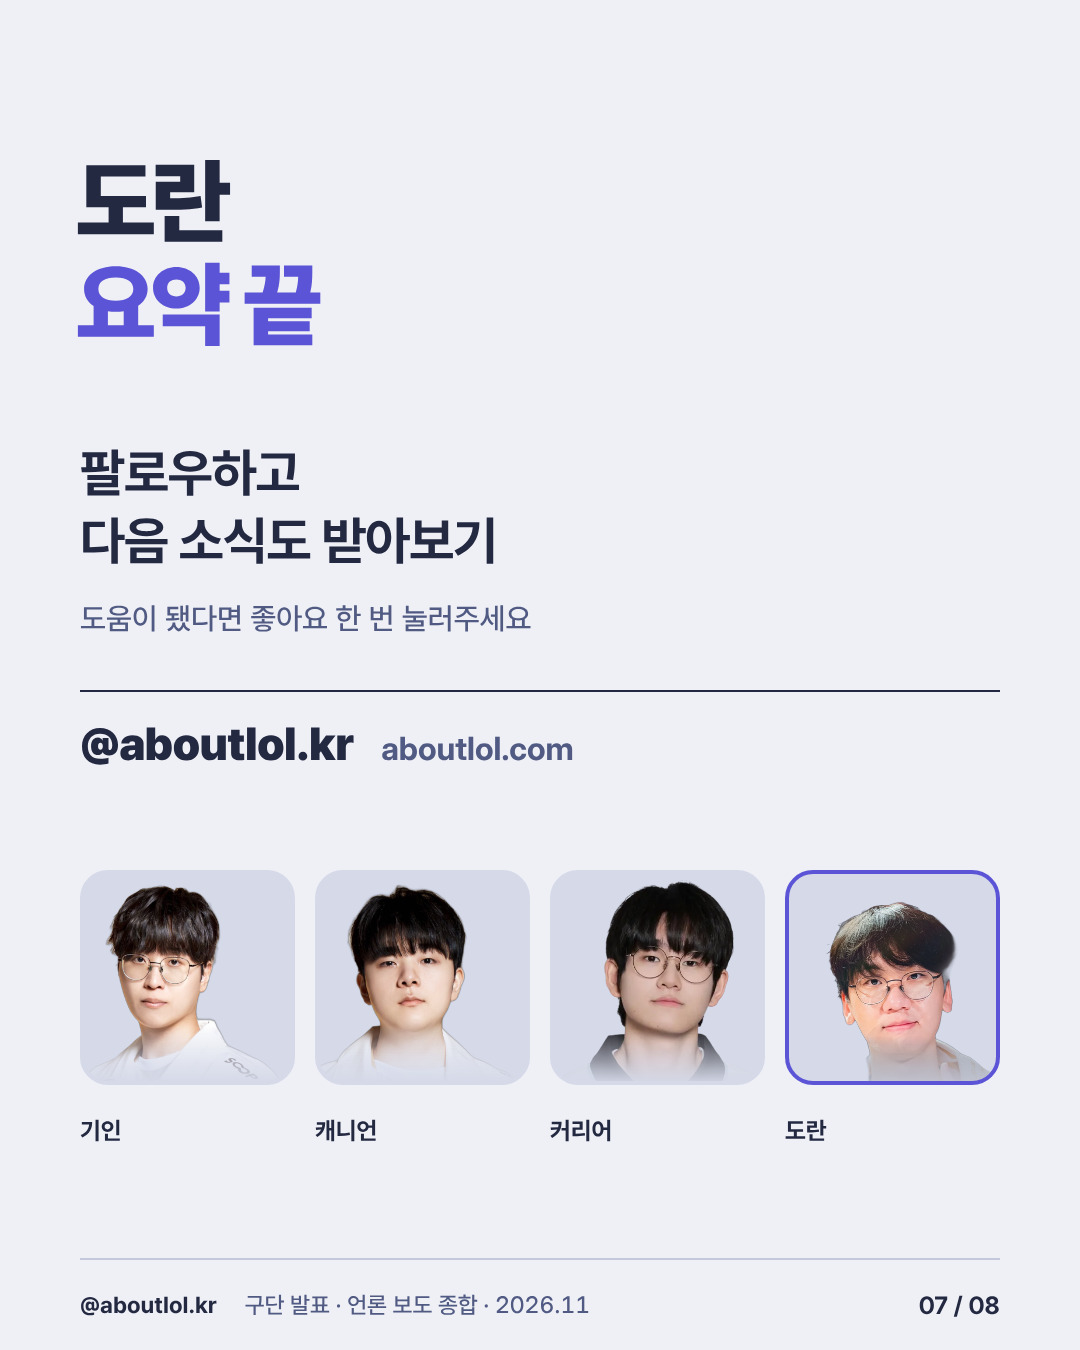 도란
요약 끝
팔로우하고
다음 소식도 받아보기
도움이 됐다면 좋아요 한 번 눌러주세요
@aboutlol.kr aboutlol.com
SOOP
기인 캐니언 커리어 도란
@aboutlol.kr 구단 발표 · 언론 보도 종합 · 2026.11 07 / 08